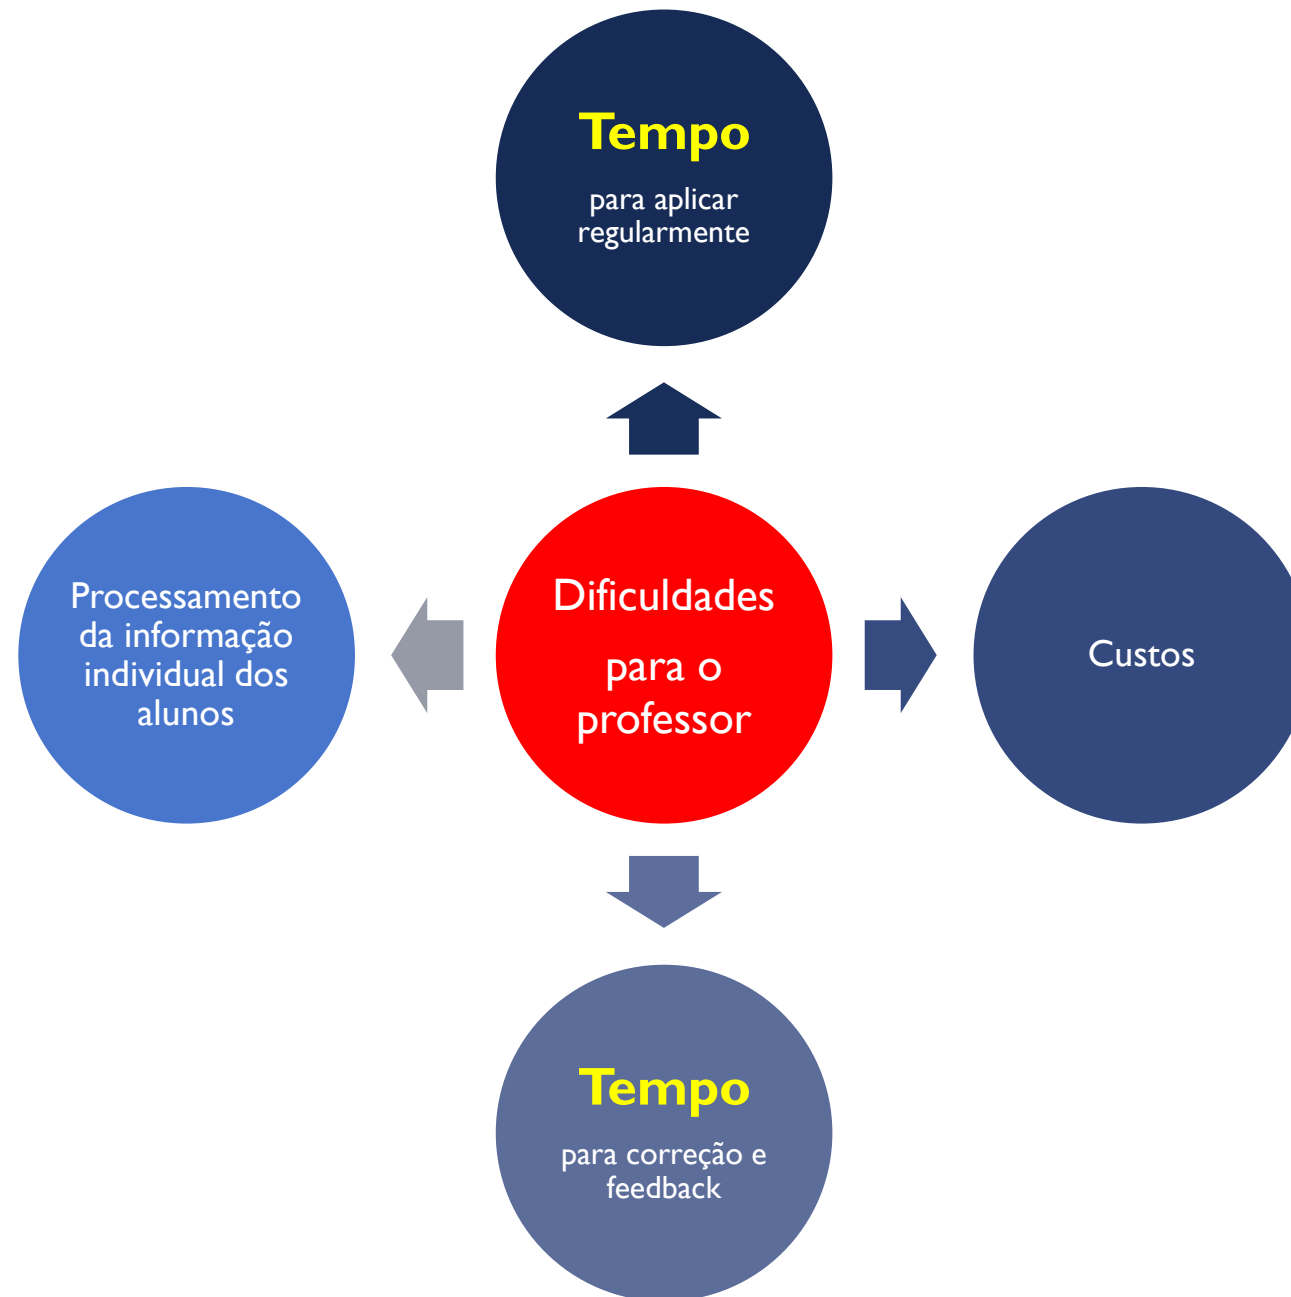 Tempo
para aplicar
regularmente
Processamento
da informação
individual dos
alunos
Dificuldades
para o
professor
Custos
Tempo
para correção e
feedback